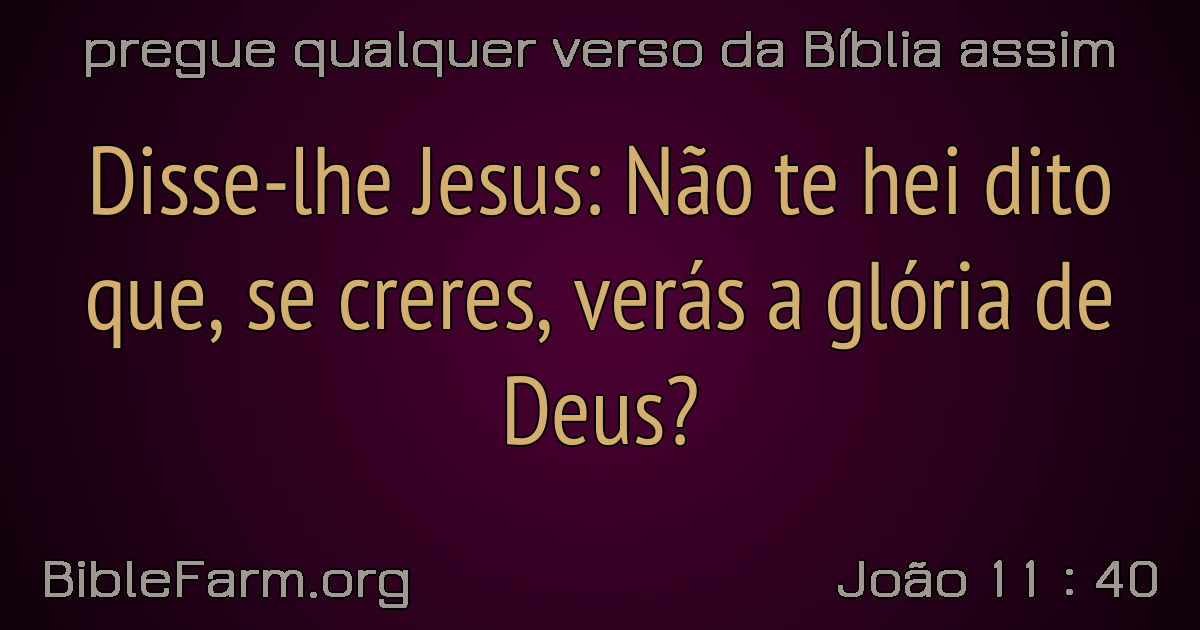 pregue qualquer verso da Bíblia assim
Disse-lhe Jesus: Não te hei dito
que, se creres, verás a glória de
Deus?
BibleFarm.org
João 11 : 40